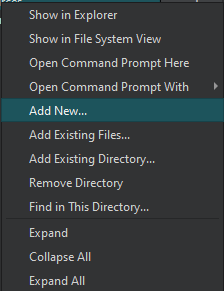 Show in Explorer
Show in File System View
Open Command Prompt Here
Open Command Prompt With
Add New...
Add Existing Files...
Add Existing Directory...
Remove Directory
Find in This Directory...
Expand
Collapse All
Expand All